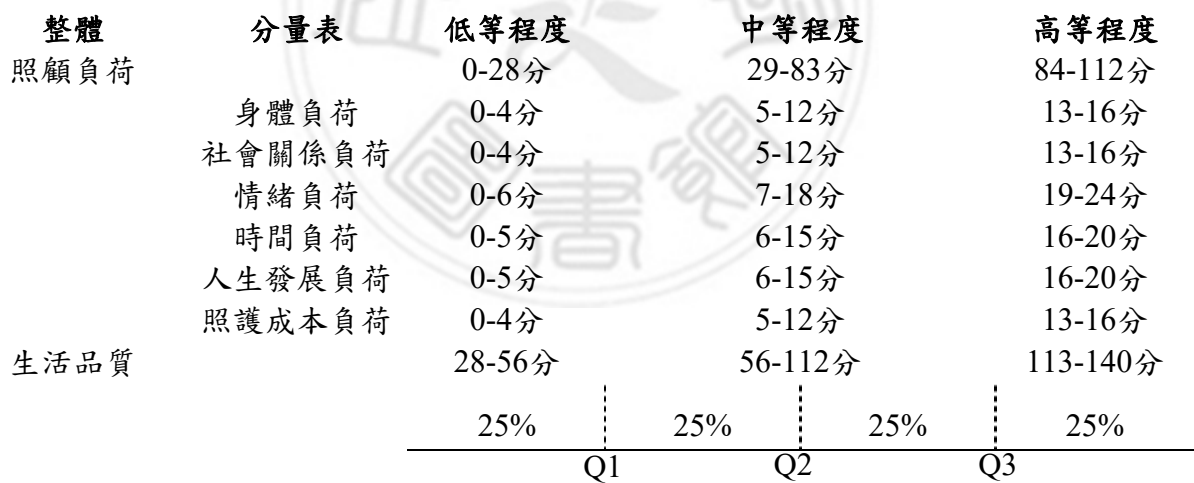 整體 分量表 低等程度 中等程度 高等程度
照顧負荷 0-28分 29-83分 84-112分
身體負荷 0-4分 5-12分 13-16分
社會關係負荷 0-4分 5-12分 13-16分
情緒負荷 0-6分 7-18分 19-24分
時間負荷 0-5分 6-15分 16-20分
人生發展負荷 0-5分 6-15分 16-20分
照護成本負荷 0-4分 5-12分 13-16分
生活品質 28-56分 56-112分 113-140分
25% 25% 25% 25%
Q1 Q2 Q3